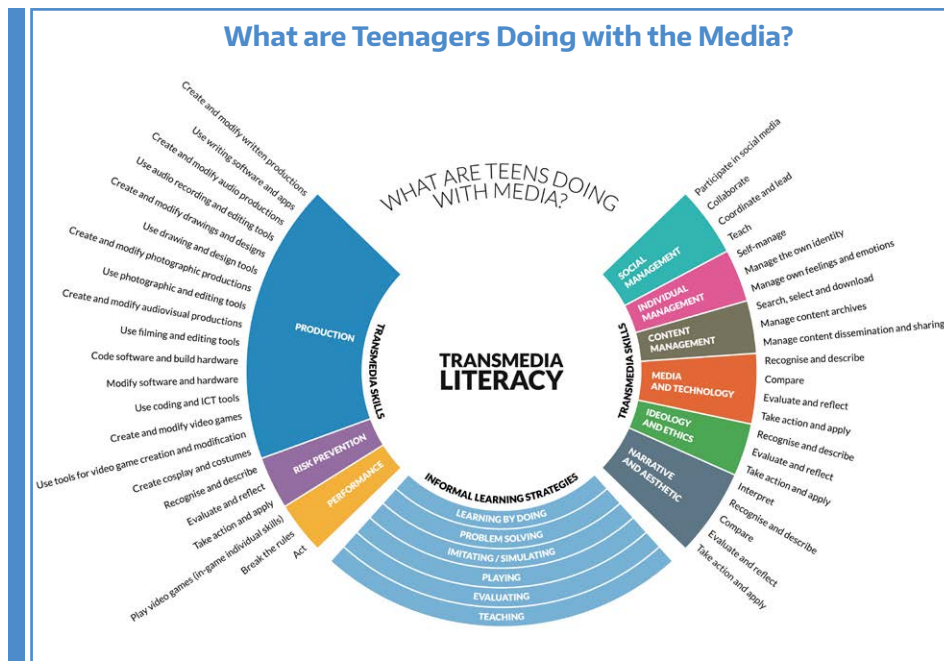 What are Teenagers Doing with the Media?
WHAT ARE TEENS DOING
WITH MEDIA?
Create and modify written productions
Use writing software and apps
Create and modify audio productions
Use audio recording and editing tools
Create and modify drawings and designs
Use drawing and design tools
Create and modify photographic productions
Use photographic and editing tools
Create and modify audiovisual productions
Use filming and editing tools
Code software and build hardware
Modify software and hardware
Use coding and ICT tools
Create and modify video games
Use tools for video game creation and modification
Create cosplay and costumes
Recognise and describe
Evaluate and reflect
Take action and apply
Play video games (in-game individual skills)
Break the rules
Act
PRODUCTION
RISK PREVENTION
PERFORMANCE
TRANSMEDIA SKILLS
TRANSMEDIA
LITERACY
TRANSMEDIA SKILLS
SOCIAL
MANAGEMENT
INDIVIDUAL
MANAGEMENT
CONTENT
MANAGEMENT
MEDIA
AND TECHNOLOGY
IDEOLOGY
AND ETHICS
NARRATIVE
AND AESTHETIC
Participate in social media
Collaborate
Coordinate and lead
Teach
Self-manage
Manage the own identity
Manage own feelings and emotions
Search, select and download
Manage content archives
Manage content dissemination and sharing
Recognise and describe
Compare
Evaluate and reflect
Take action and apply
Recognise and describe
Evaluate and reflect
Take action and apply
Interpret
Recognise and describe
Compare
Evaluate and reflect
Take action and apply
INFORMAL LEARNING STRATEGIES
LEARNING BY DOING
PROBLEM SOLVING
IMITATING / SIMULATING
PLAYING
EVALUATING
TEACHING